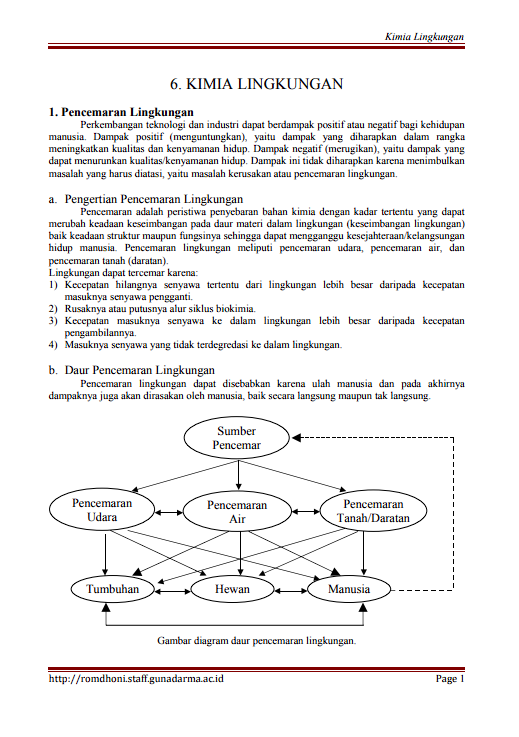 Kimia Lingkungan
6. KIMIA LINGKUNGAN
1. Pencemaran Lingkungan
Perkembangan teknologi dan industri dapat berdampak positif atau negatif bagi kehidupan
manusia. Dampak positif (menguntungkan), yaitu dampak yang diharapkan dalam rangka
meningkatkan kualitas dan kenyamanan hidup. Dampak negatif (merugikan), yaitu dampak yang
dapat menurunkan kualitas/kenyamanan hidup. Dampak ini tidak diharapkan karena menimbulkan
masalah yang harus diatasi, yaitu masalah kerusakan atau pencemaran lingkungan.
a. Pengertian Pencemaran Lingkungan
Pencemaran adalah peristiwa penyebaran bahan kimia dengan kadar tertentu yang dapat
merubah keadaan keseimbangan pada daur materi dalam lingkungan (keseimbangan lingkungan)
baik keadaan struktur maupun fungsinya sehingga dapat mengganggu kesejahteraan/kelangsungan
hidup manusia. Pencemaran lingkungan meliputi pencemaran udara, pencemaran air, dan
pencemaran tanah (daratan).
Lingkungan dapat tercemar karena:
1) Kecepatan hilangnya senyawa tertentu dari lingkungan lebih besar daripada kecepatan
masuknya senyawa pengganti.
2) Rusaknya atau putusnya alur siklus biokimia.
3) Kecepatan masuknya senyawa ke dalam lingkungan lebih besar daripada kecepatan
pengambilannya.
4) Masuknya senyawa yang tidak terdegredasi ke dalam lingkungan.
b. Daur Pencemaran Lingkungan
Pencemaran lingkungan dapat disebabkan karena ulah manusia dan pada akhirnya
dampaknya juga akan dirasakan oleh manusia, baik secara langsung maupun tak langsung.
Sumber
Pencemar
Pencemaran
Udara
Pencemaran
Air
Pencemaran
Tanah/Daratan
Tumbuhan
Hewan
Manusia
Gambar diagram daur pencemaran lingkungan.
http://romdhoni.staff.gunadarma.ac.id
Page 1